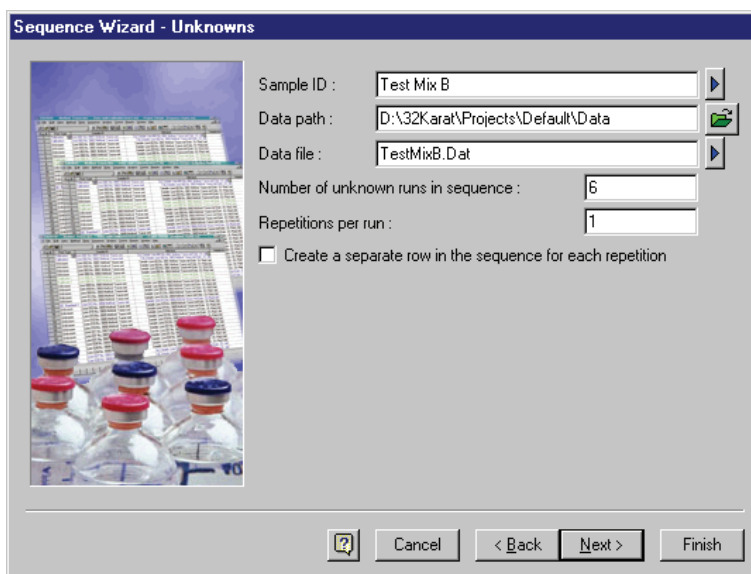 Sequence Wizard - Unknowns
Sample ID : Test Mix B
Data path : D:\32Karat\Projects\Default\Data
Data file : TestMixB.Dat
Number of unknown runs in sequence : 6
Repetitions per run : 1
Create a separate row in the sequence for each repetition
? Cancel < Back Next > Finish